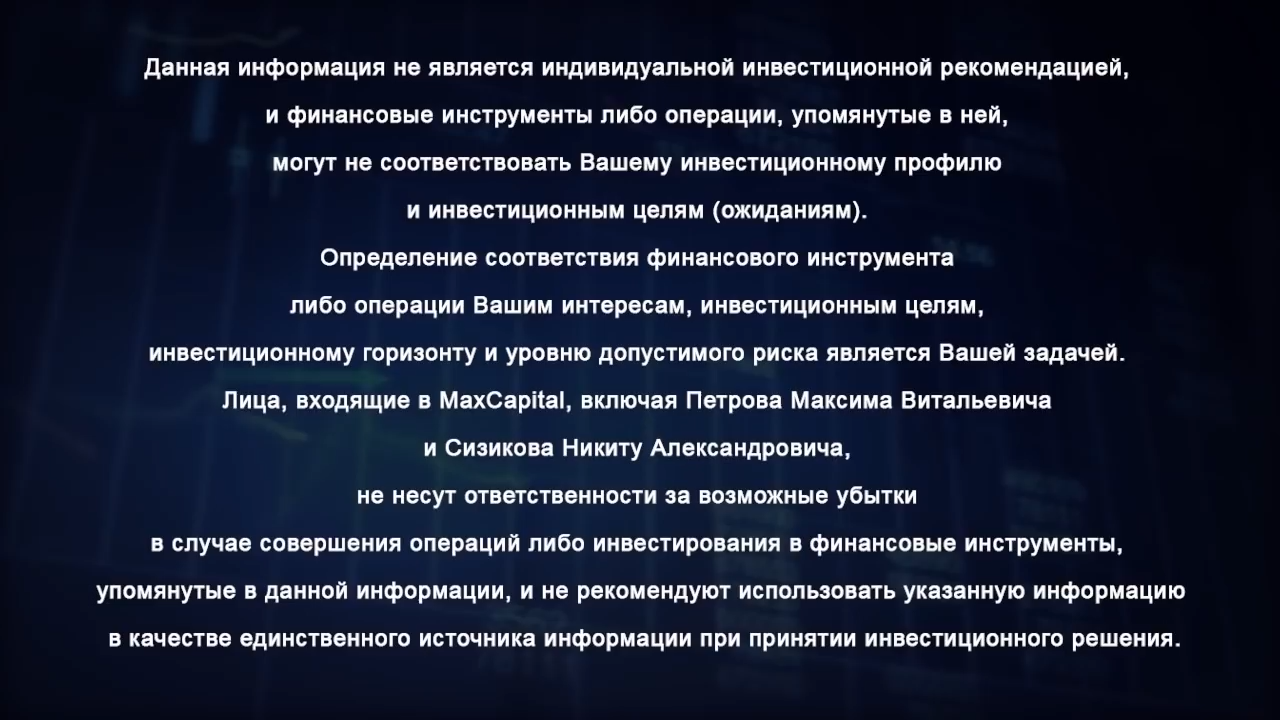 Данная информация не является индивидуальной инвестиционной рекомендацией,
и финансовые инструменты либо операции, упомянутые в ней,
могут не соответствовать Вашему инвестиционному профилю
и инвестиционным целям (ожиданиям).
Определение соответствия финансового инструмента
либо операции Вашим интересам, инвестиционным целям,
инвестиционному горизонту и уровню допустимого риска является Вашей задачей.
Лица, входящие в MaxCapital, включая Петрова Максима Витальевича
и Сизикова Никиту Александровича,
не несут ответственности за возможные убытки
в случае совершения операций либо инвестирования в финансовые инструменты,
упомянутые в данной информации, и не рекомендуют использовать указанную информацию
в качестве единственного источника информации при принятии инвестиционного решения.